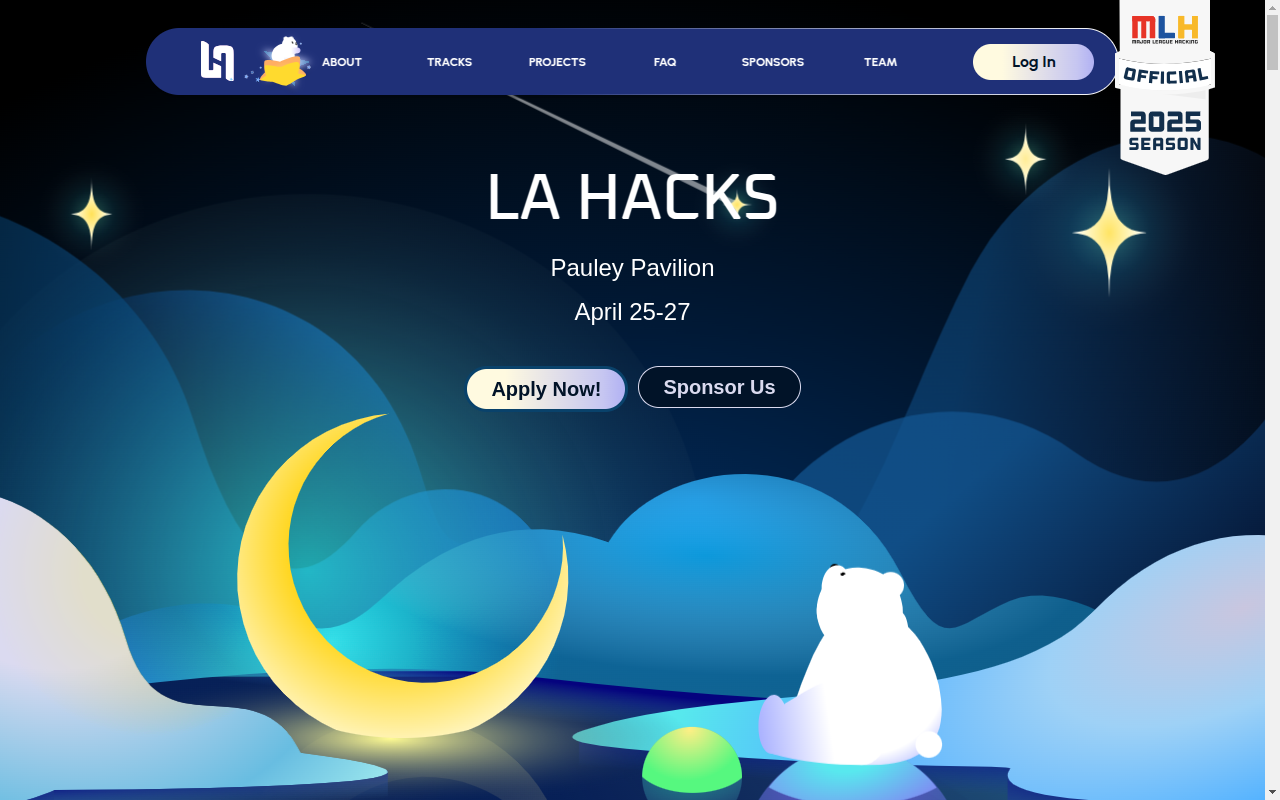 LA
ABOUT
TRACKS
PROJECTS
FAQ
SPONSORS
TEAM
Log In
MLH
MAJOR LEAGUE HACKING
OFFICIAL
2025
SEASON
LA HACKS
Pauley Pavilion
April 25-27
Apply Now!
Sponsor Us